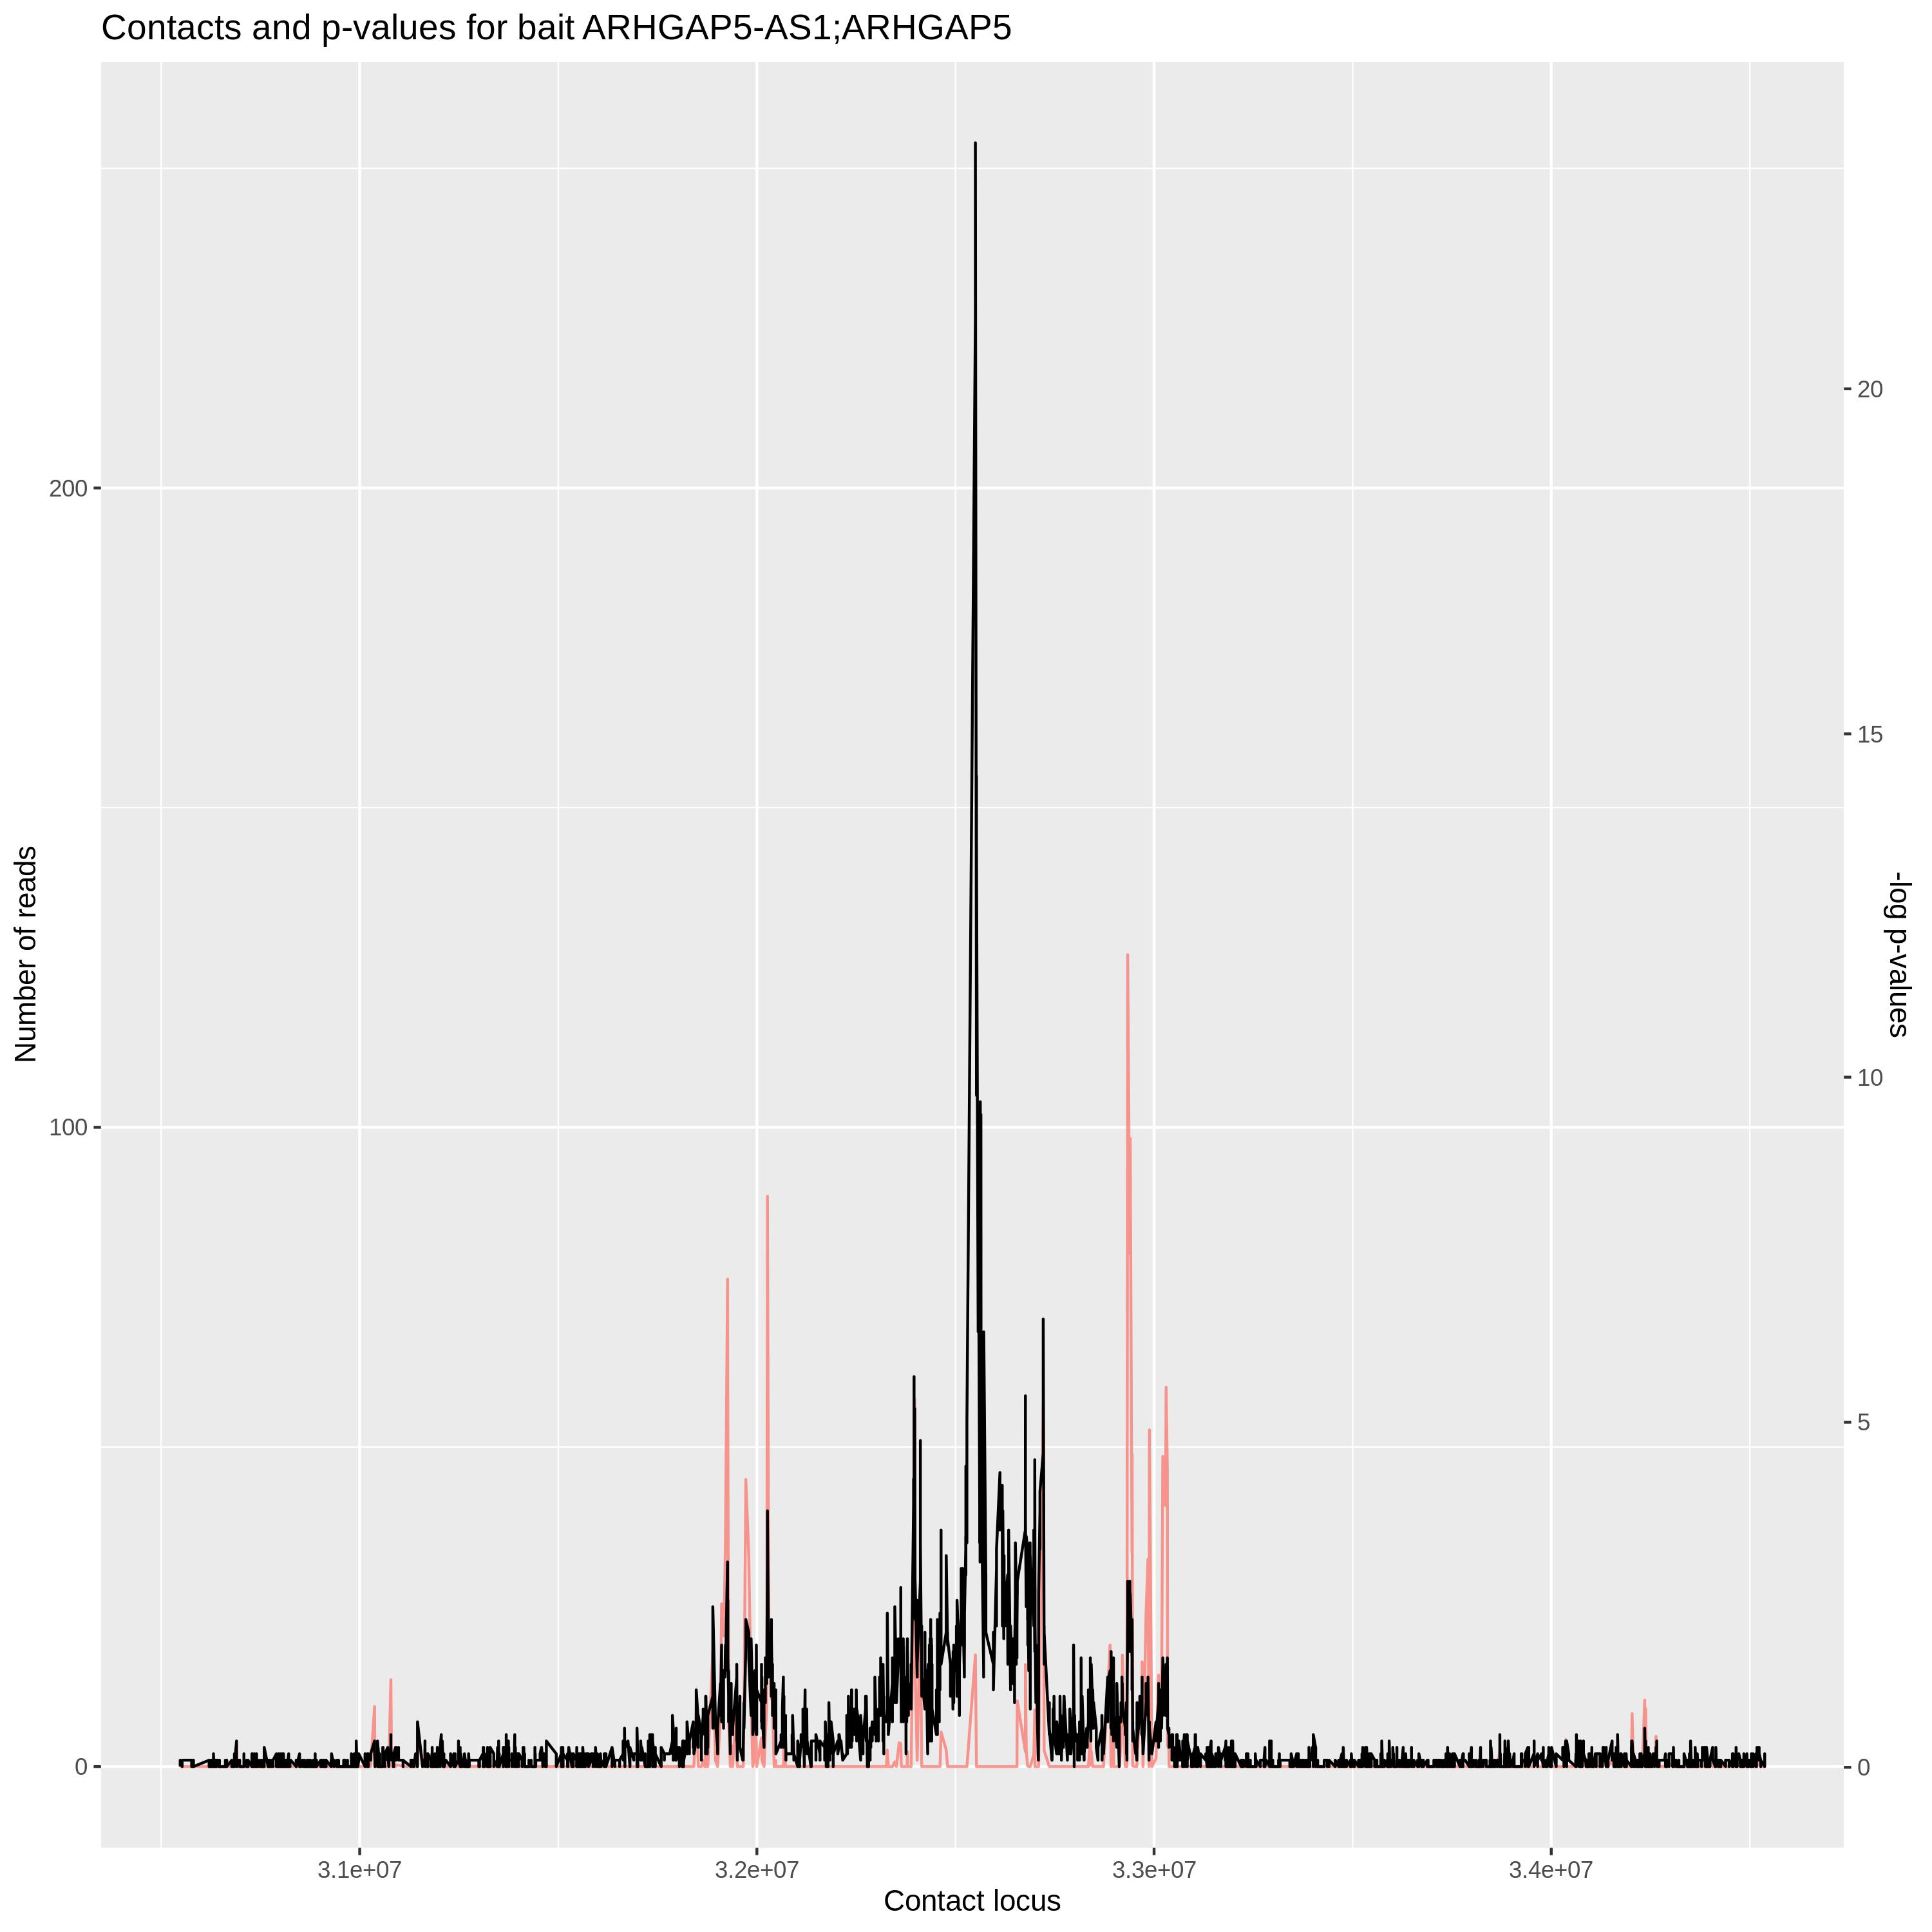 Contacts and p-values for bait ARHGAP5-AS1;ARHGAP5
200
100
0
Number of reads
20
15
10
5
0
-log p-values
3.1e+07 3.2e+07 3.3e+07 3.4e+07
Contact locus